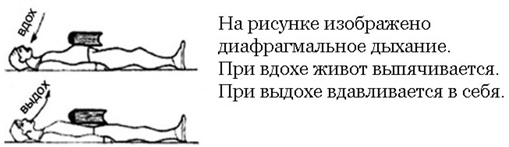 ВДОХ
ВЫДОХ
На рисунке изображено
диафрагмальное дыхание.
При вдохе живот выпячивается.
При выдохе вдавливается в себя.